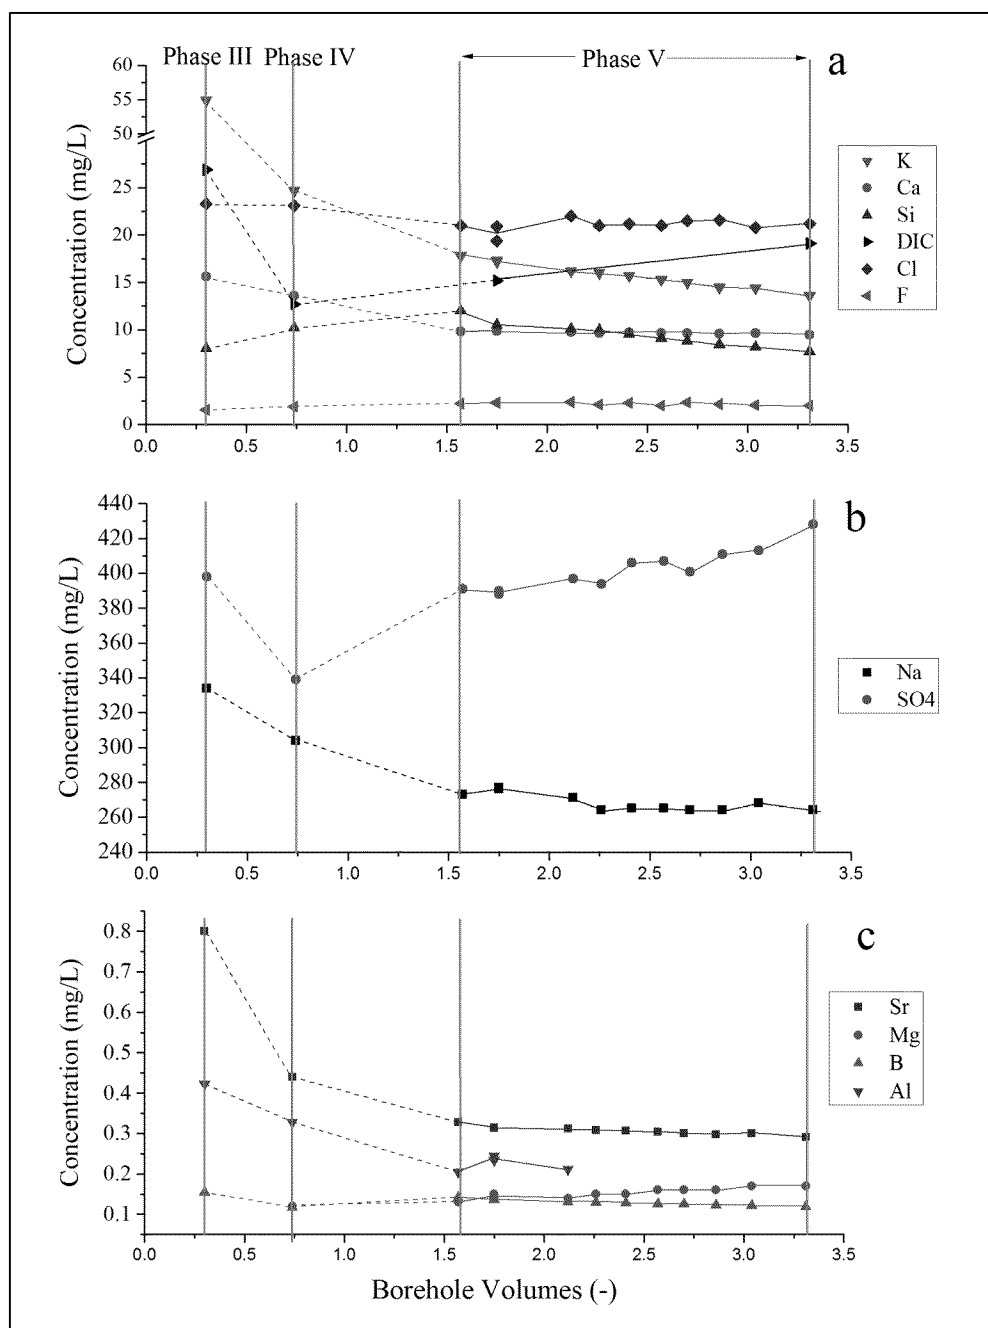 Phase III Phase IV Phase V a
60
55
50
25
20
15
10
5
0
Concentration (mg/L)
K
Ca
Si
DIC
Cl
F
0.0 0.5 1.0 1.5 2.0 2.5 3.0 3.5
b
440
420
400
380
360
340
320
300
280
260
240
Concentration (mg/L)
Na
SO4
0.0 0.5 1.0 1.5 2.0 2.5 3.0 3.5
c
0.8
0.7
0.6
0.5
0.4
0.3
0.2
0.1
Concentration (mg/L)
Sr
Mg
B
Al
0.0 0.5 1.0 1.5 2.0 2.5 3.0 3.5
Borehole Volumes (-)